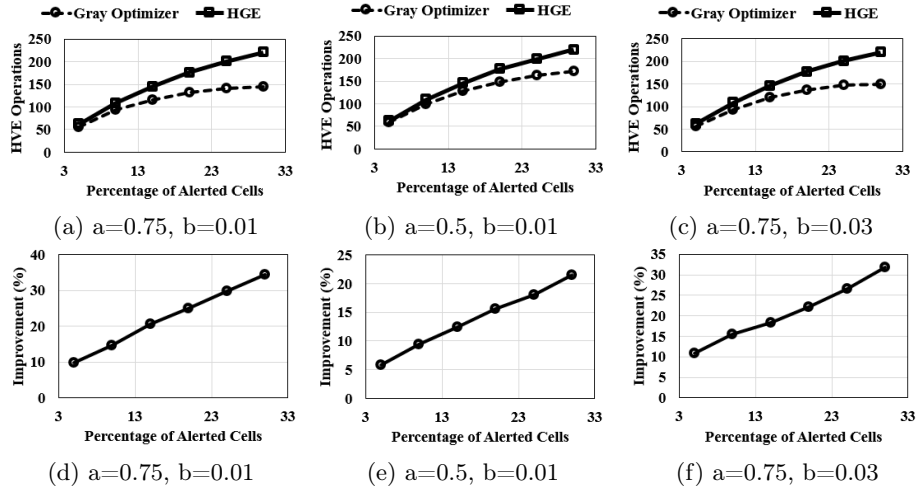 Gray Optimizer HGE
HVE Operations
250
200
150
100
50
0
3 13 23 33
Percentage of Alerted Cells
(a) a=0.75, b=0.01
Gray Optimizer HGE
HVE Operations
250
200
150
100
50
0
3 13 23 33
Percentage of Alerted Cells
(b) a=0.5, b=0.01
Gray Optimizer HGE
HVE Operations
250
200
150
100
50
0
3 13 23 33
Percentage of Alerted Cells
(c) a=0.75, b=0.03
Improvement (%)
40
30
20
10
0
3 13 23 33
Percentage of Alerted Cells
(d) a=0.75, b=0.01
Improvement (%)
25
20
15
10
5
0
3 13 23 33
Percentage of Alerted Cells
(e) a=0.5, b=0.01
Improvement (%)
35
30
25
20
15
10
5
0
3 13 23 33
Percentage of Alerted Cells
(f) a=0.75, b=0.03